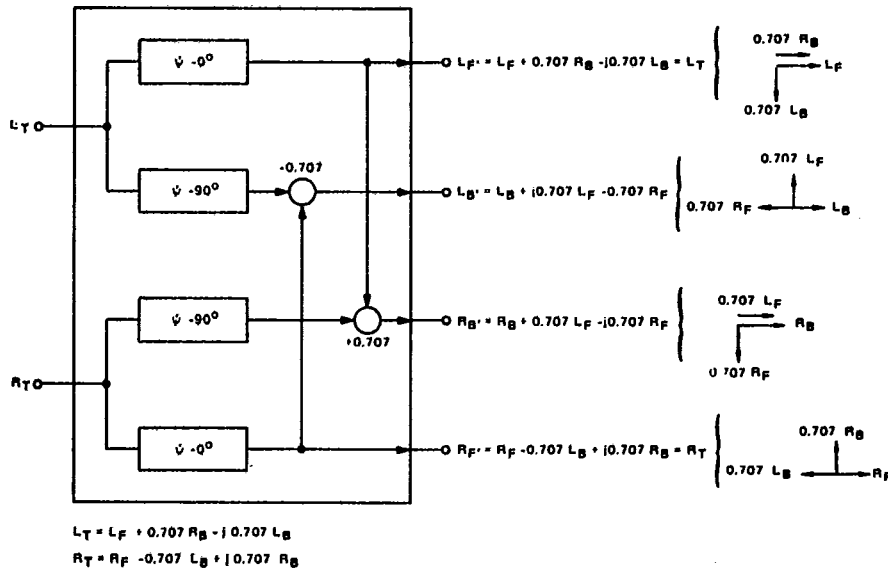 ψ -0°
L_F' = L_F + 0.707 R_B -j0.707 L_B = L_T
0.707 R_B
L_F
0.707 L_B
L_T
ψ -90°
-0.707
L_B' = L_B + j0.707 L_F -0.707 R_F
0.707 L_F
0.707 R_F
L_B
ψ -90°
+0.707
R_B' = R_B + 0.707 L_F -j0.707 R_F
0.707 L_F
R_B
0.707 R_F
R_T
ψ -0°
R_F' = R_F -0.707 L_B + j0.707 R_B = R_T
0.707 R_B
0.707 L_B
R_F
L_T = L_F + 0.707 R_B - j 0.707 L_B
R_T = R_F -0.707 L_B + j 0.707 R_B